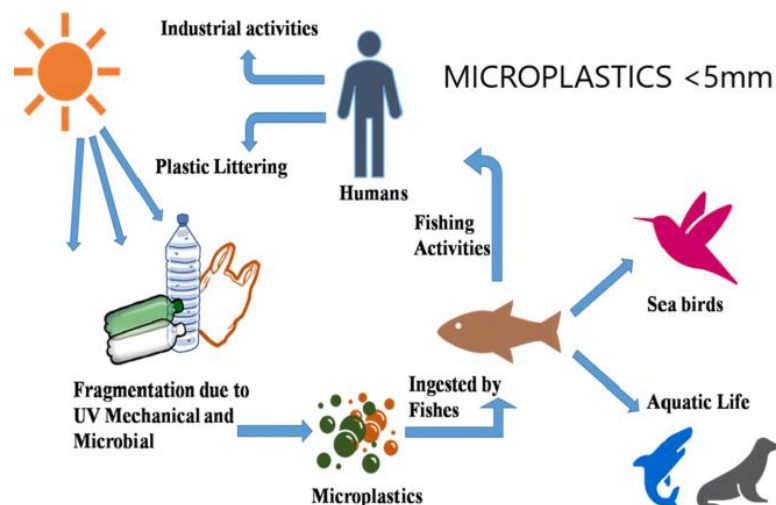 Industrial activities
MICROPLASTICS <5mm
Plastic Littering
Humans
Fishing
Activities
Sea birds
Fragmentation due to
UV Mechanical and
Microbial
Ingested by
Fishes
Aquatic Life
Microplastics